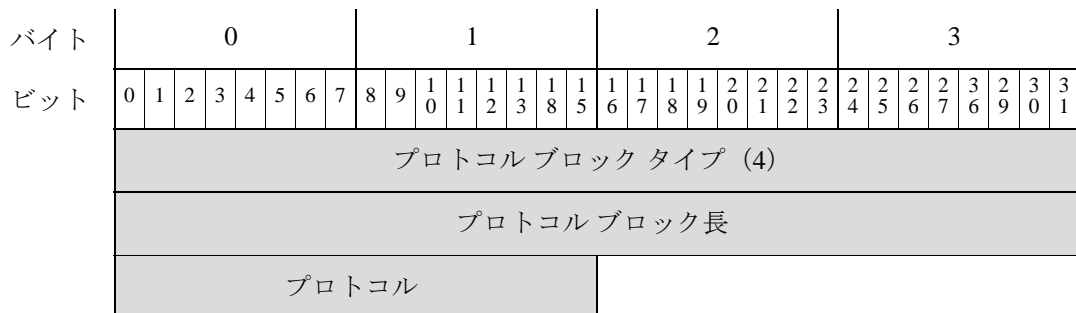 バイト 0 1 2 3
ビット 0 1 2 3 4 5 6 7 8 9 10 11 12 13 18 15 16 17 18 19 20 21 22 23 24 25 26 27 36 29 30 31
プロトコル ブロック タイプ (4)
プロトコル ブロック長
プロトコル